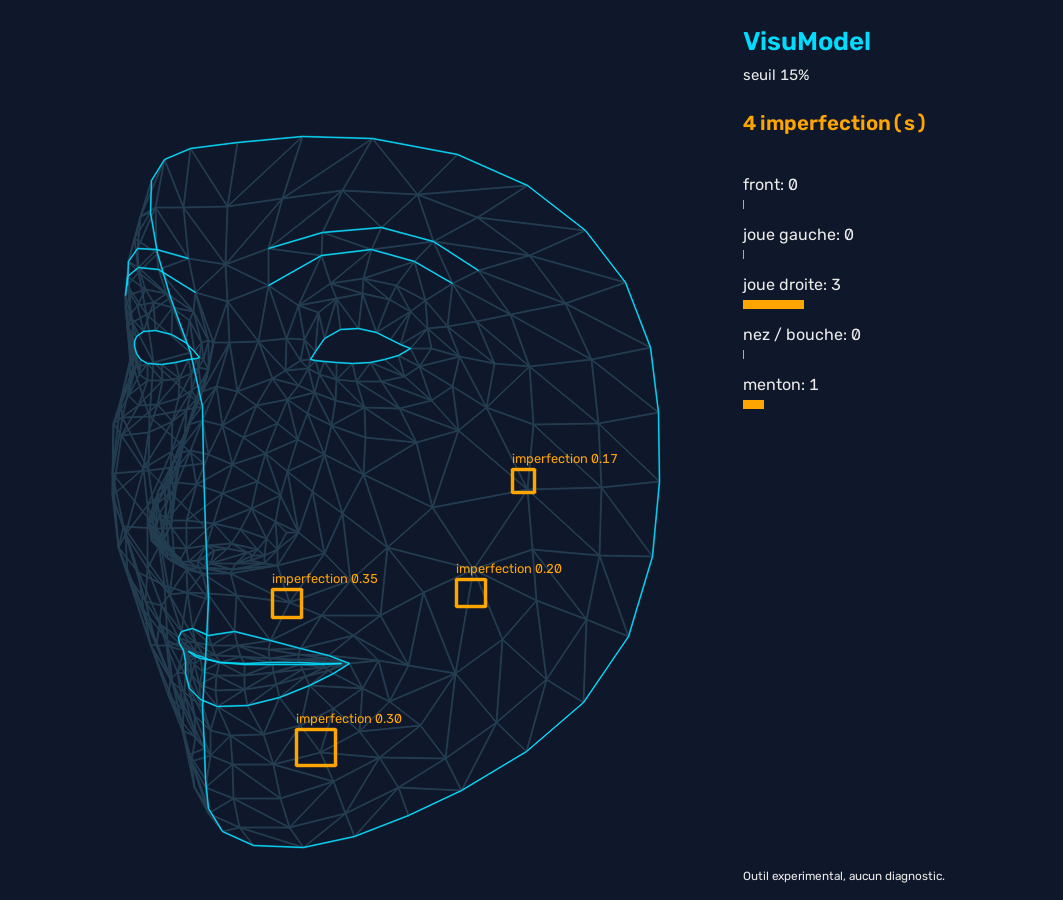 VisuModel
seuil 15%
4 imperfection(s)
front: 0
joue gauche: 0
joue droite: 3
nez / bouche: 0
menton: 1
imperfection 0.17
imperfection 0.20
imperfection 0.35
imperfection 0.30
Outil experimental, aucun diagnostic.